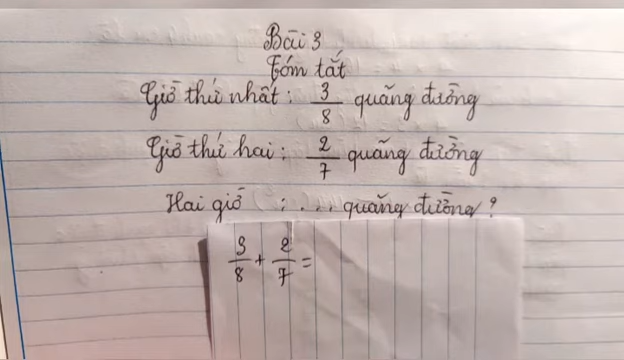 Bài 3
Tóm tắt
Giờ thứ nhất : 3/8 quãng đường
Giờ thứ hai : 2/7 quãng đường
Hai giờ : ... quãng đường ?
3/8 + 2/7 =